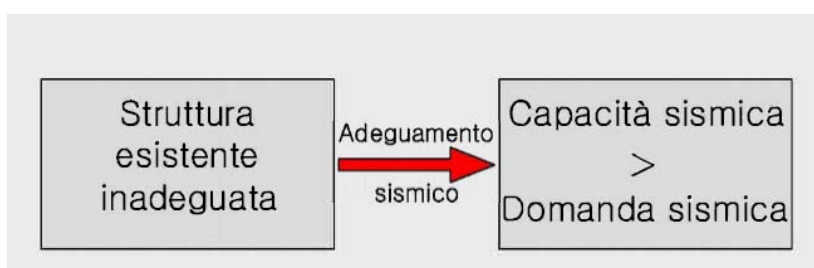 Struttura
esistente
inadeguata
Adeguamento
sismico
Capacità sismica
>
Domanda sismica